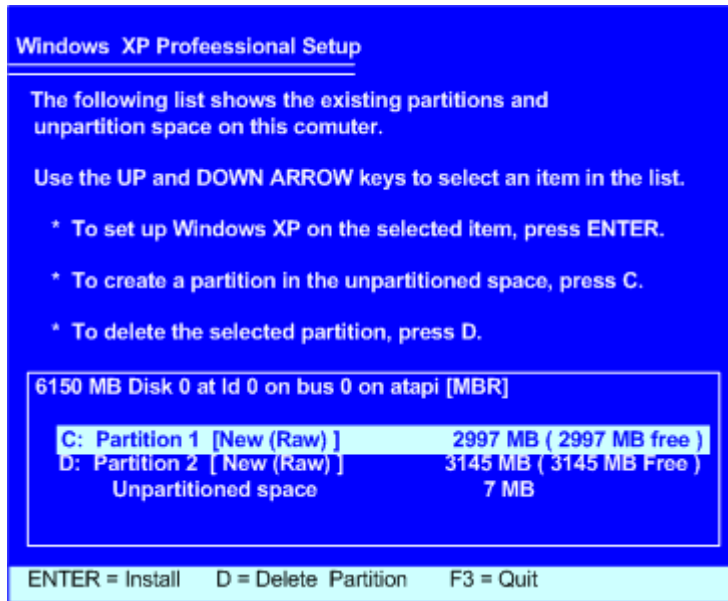 Windows XP Profeessional Setup
The following list shows the existing partitions and
unpartition space on this comuter.
Use the UP and DOWN ARROW keys to select an item in the list.
* To set up Windows XP on the selected item, press ENTER.
* To create a partition in the unpartitioned space, press C.
* To delete the selected partition, press D.
6150 MB Disk 0 at Id 0 on bus 0 on atapi [MBR]
C: Partition 1 [New (Raw) ] 2997 MB ( 2997 MB free )
D: Partition 2 [ New (Raw) ] 3145 MB ( 3145 MB Free )
Unpartitioned space 7 MB
ENTER = Install D = Delete Partition F3 = Quit